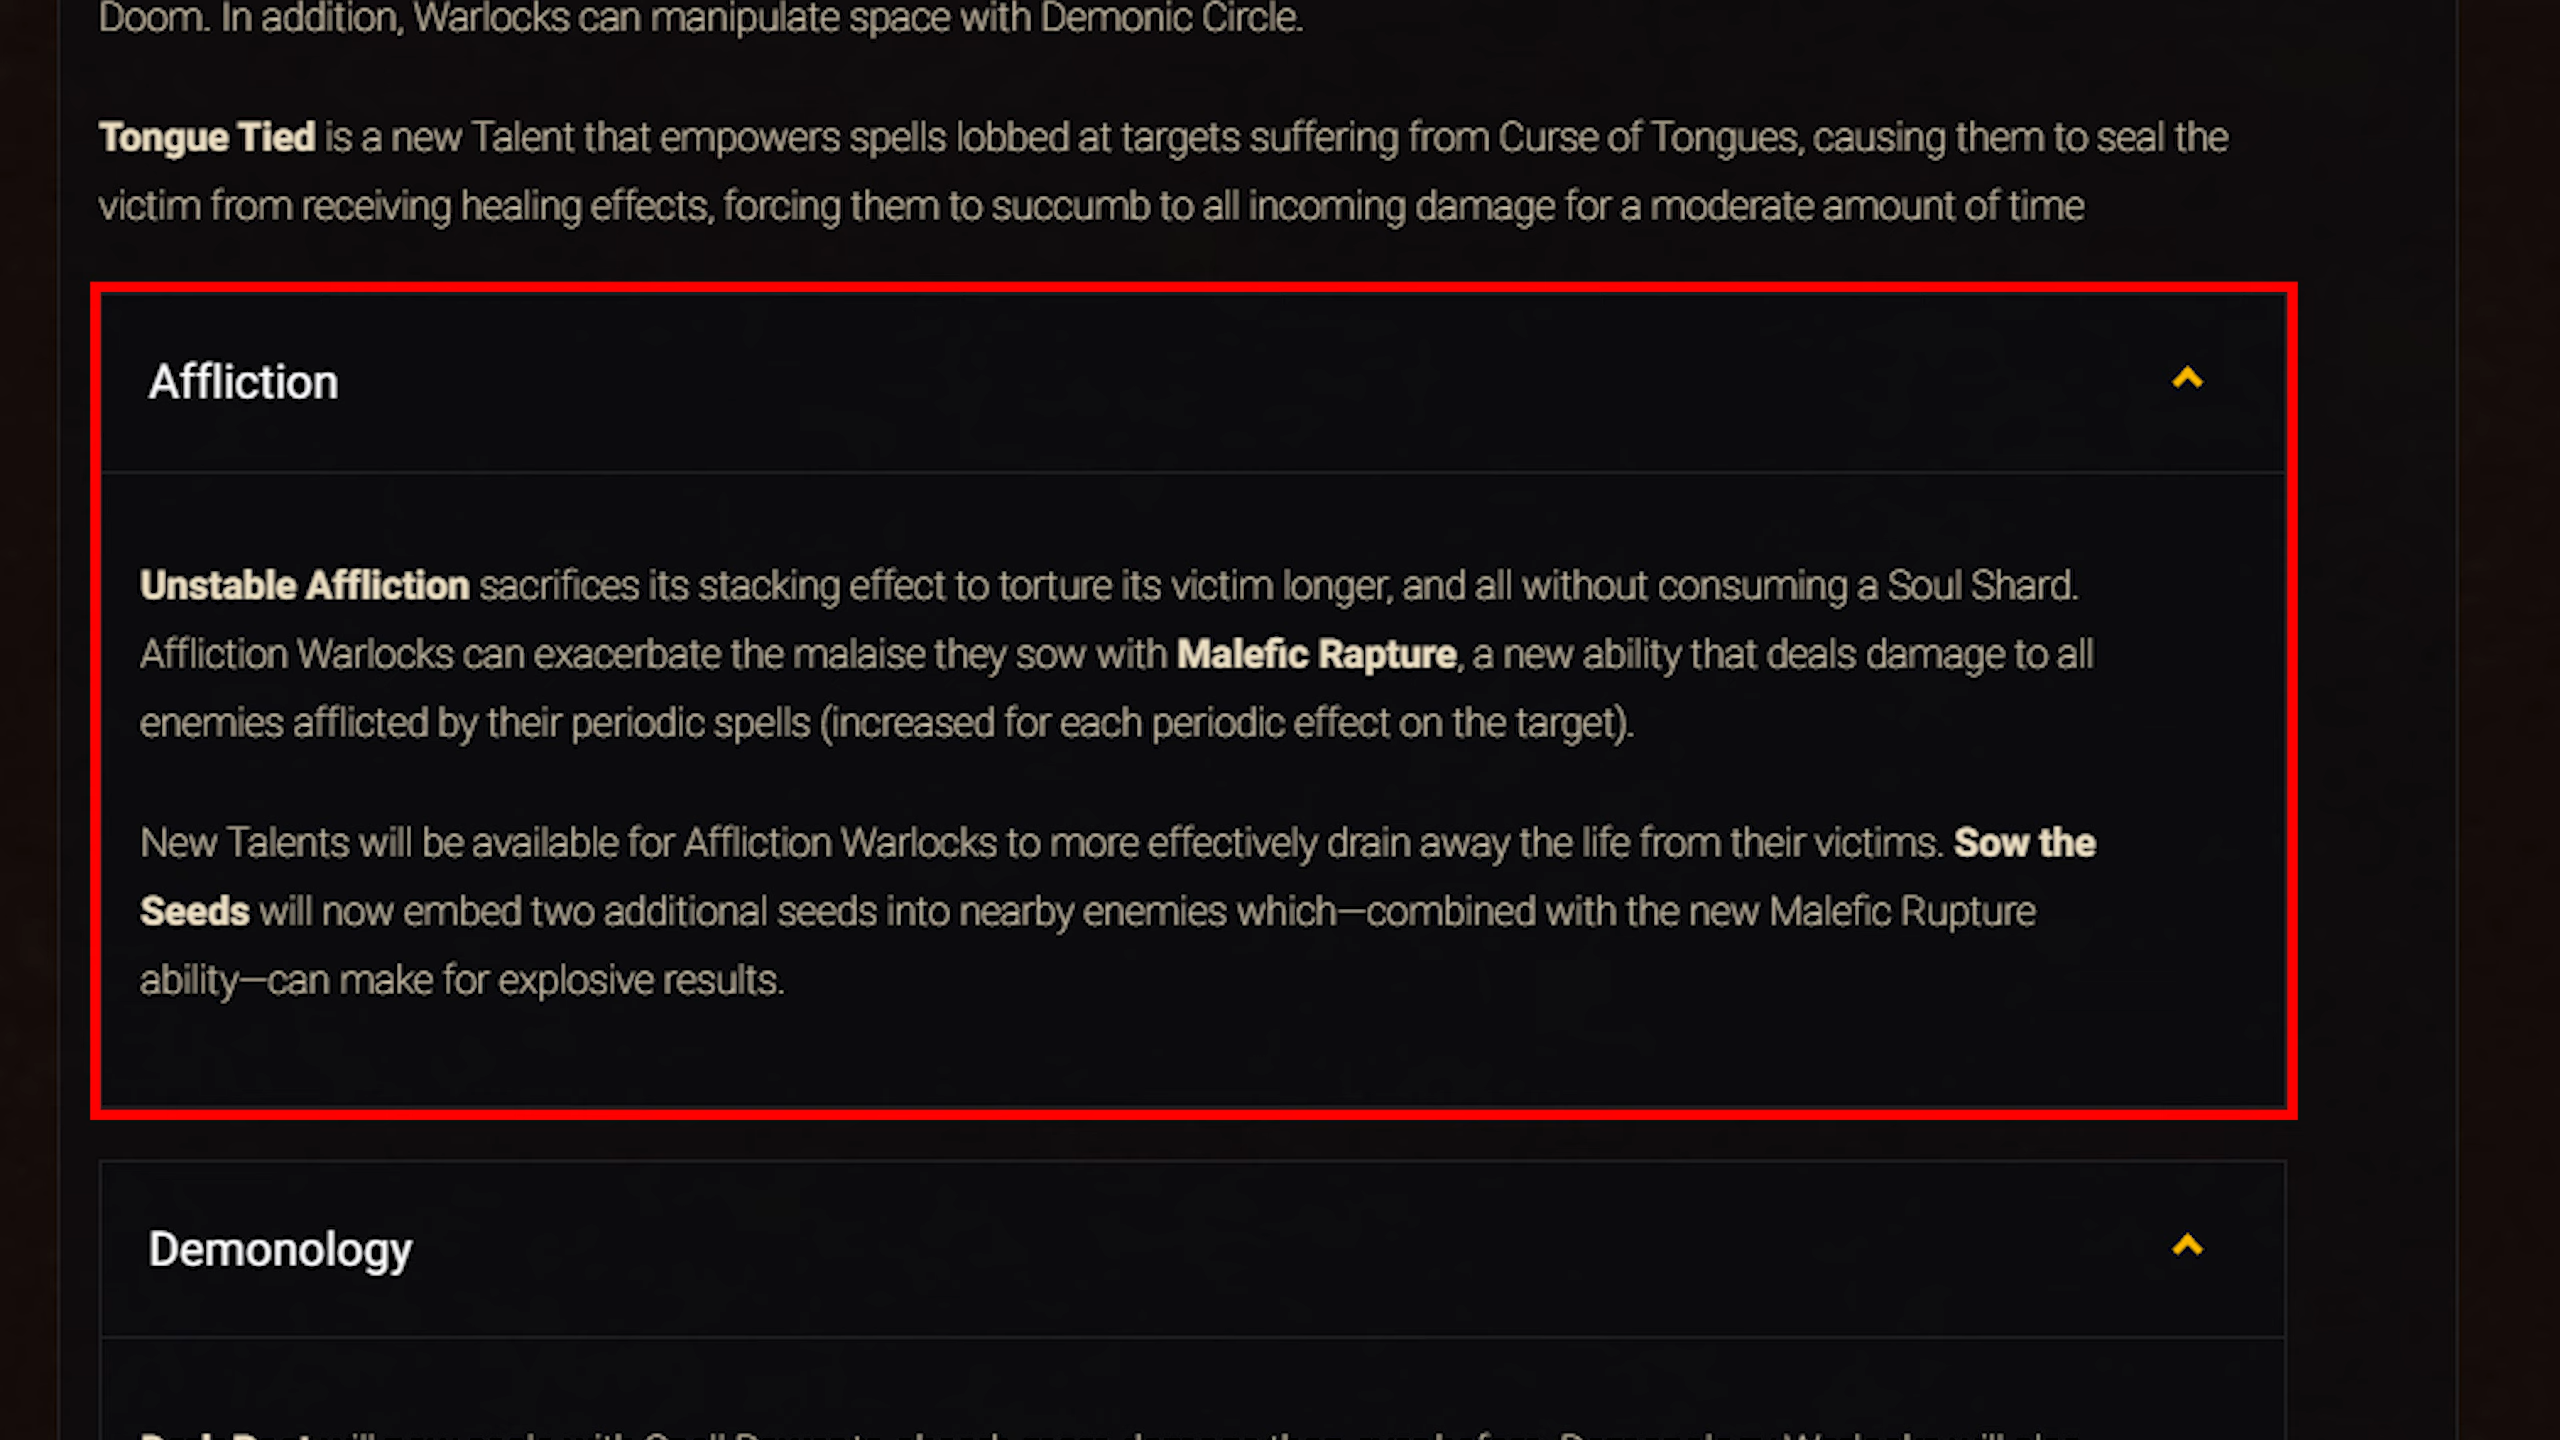 Doom. In addition, Warlocks can manipulate space with Demonic Circle.
Tongue Tied is a new Talent that empowers spells lobbed at targets suffering from Curse of Tongues, causing them to seal the
victim from receiving healing effects, forcing them to succumb to all incoming damage for a moderate amount of time
Affliction
Unstable Affliction sacrifices its stacking effect to torture its victim longer, and all without consuming a Soul Shard.
Affliction Warlocks can exacerbate the malaise they sow with Malefic Rapture, a new ability that deals damage to all
enemies afflicted by their periodic spells (increased for each periodic effect on the target).
New Talents will be available for Affliction Warlocks to more effectively drain away the life from their victims. Sow the
Seeds will now embed two additional seeds into nearby enemies which—combined with the new Malefic Rupture
ability—can make for explosive results.
Demonology